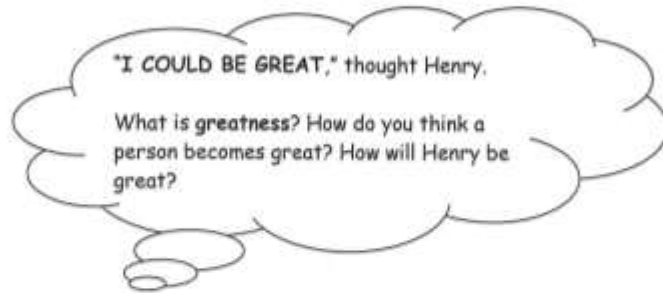 "I COULD BE GREAT," thought Henry.
What is greatness? How do you think a
person becomes great? How will Henry be
great?